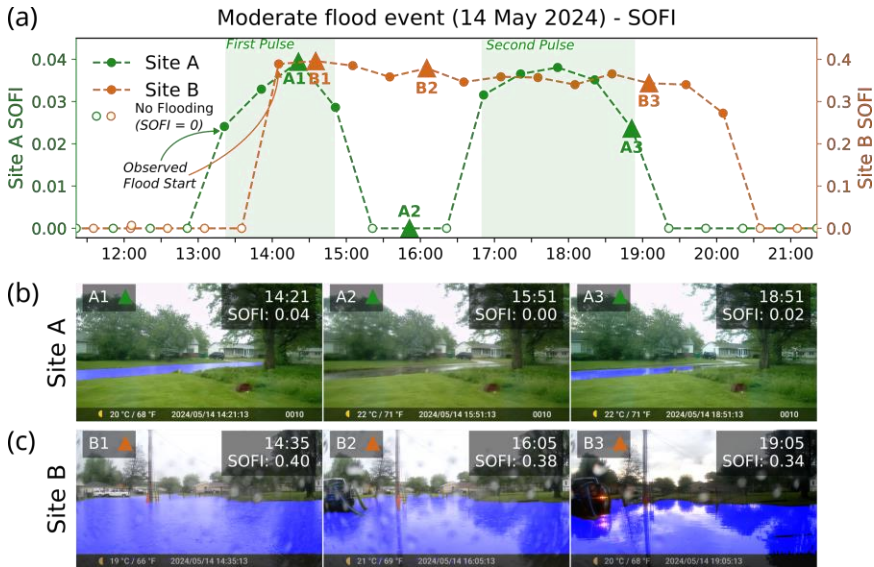 (a)
Moderate flood event (14 May 2024) - SOFI
First Pulse
Second Pulse
Site A
Site B
No Flooding
(SOFI = 0)
Observed
Flood Start
A1
B1
A2
B2
A3
B3
Site A SOFI
0.04
0.03
0.02
0.01
0.00
Site B SOFI
0.4
0.3
0.2
0.1
0.0
12:00 13:00 14:00 15:00 16:00 17:00 18:00 19:00 20:00 21:00
(b)
Site A
A1 14:21
SOFI: 0.04
20 °C / 68 °F 2024/05/14 14:21:13 0010
A2 15:51
SOFI: 0.00
22 °C / 71 °F 2024/05/14 15:51:13 0010
A3 18:51
SOFI: 0.02
22 °C / 71 °F 2024/05/14 18:51:13 0010
(c)
Site B
B1 14:35
SOFI: 0.40
19 °C / 66 °F 2024/05/14 14:35:13
B2 16:05
SOFI: 0.38
21 °C / 69 °F 2024/05/14 16:05:13
B3 19:05
SOFI: 0.34
20 °C / 68 °F 2024/05/14 19:05:13